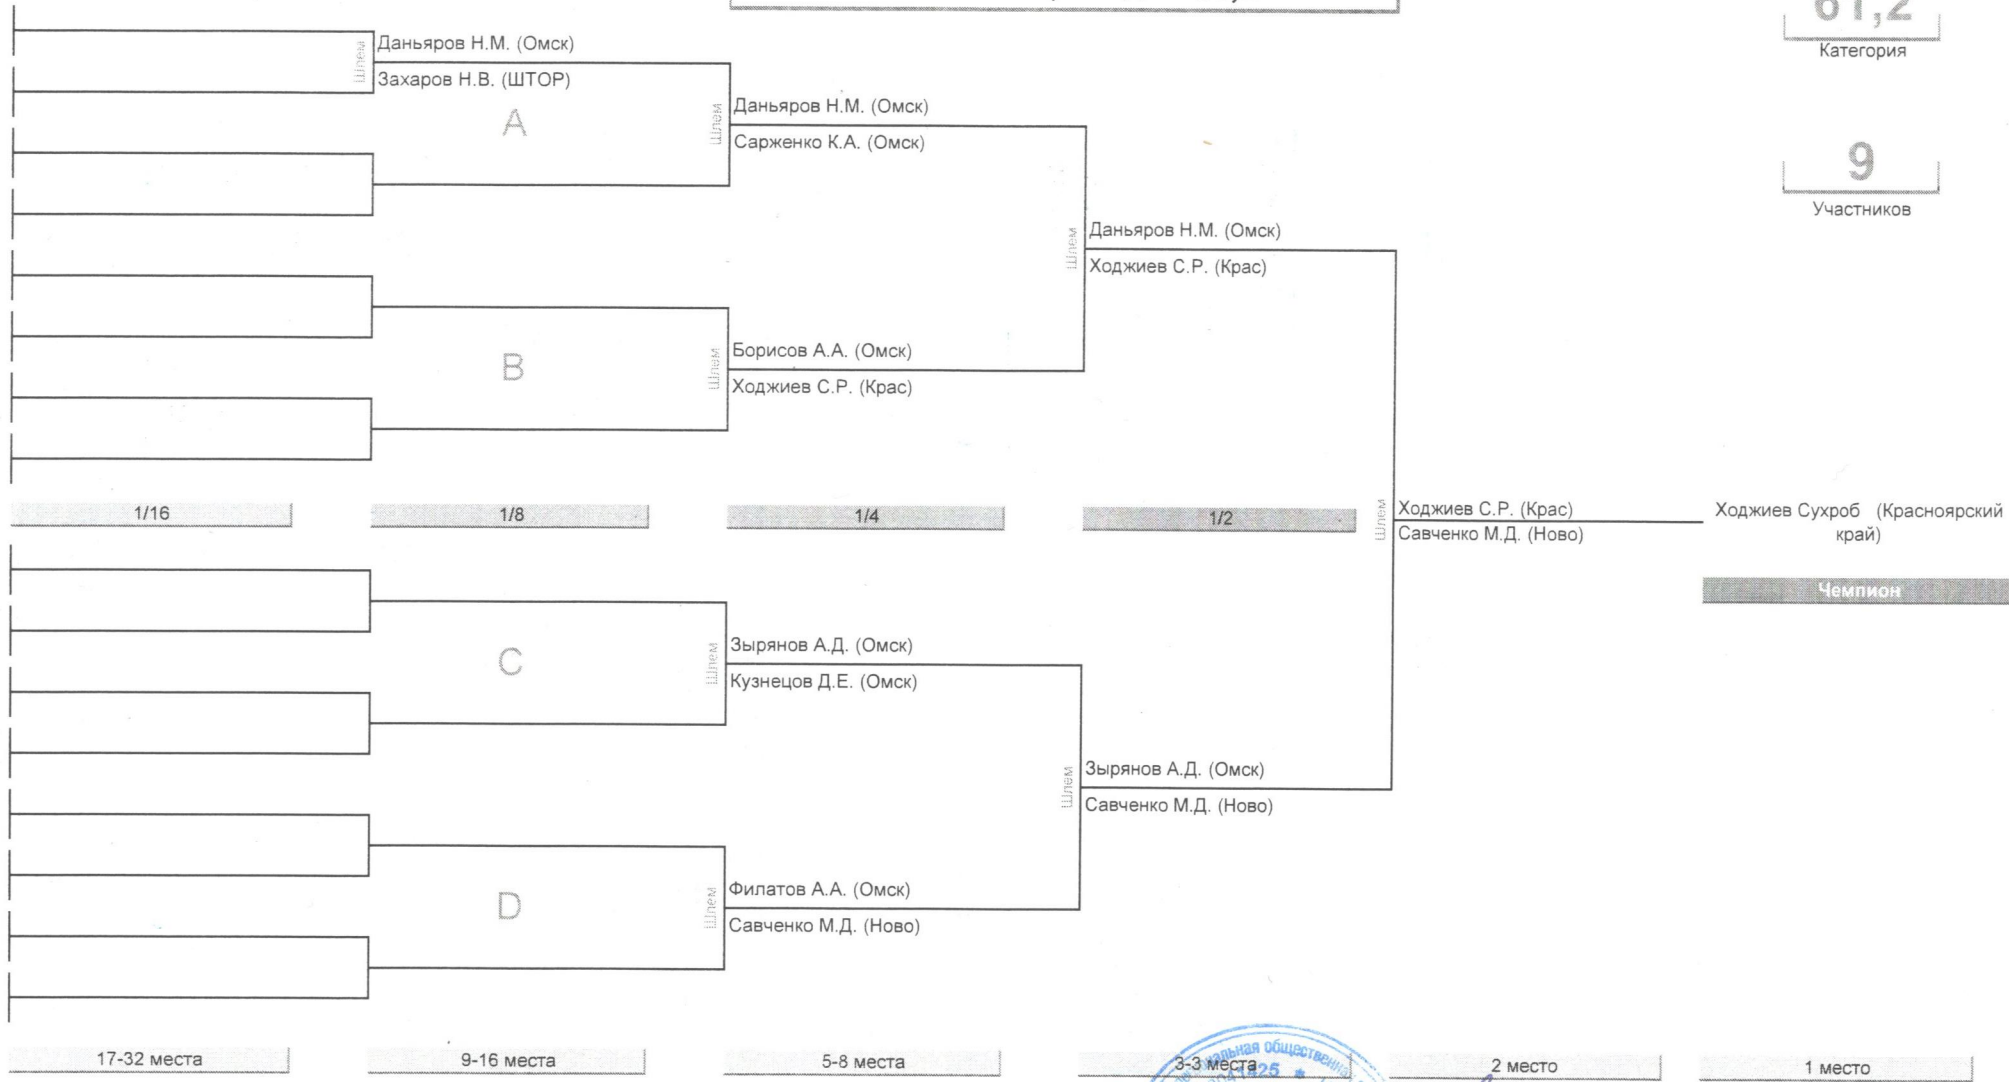 61,2
Категория
9
Участников
Шлем
Даньяров Н.М. (Омск)
Захаров Н.В. (ШТОР)
A
Шлем
Даньяров Н.М. (Омск)
Сарженко К.А. (Омск)
Шлем
Даньяров Н.М. (Омск)
Ходжиев С.Р. (Крас)
B
Шлем
Борисов А.А. (Омск)
Ходжиев С.Р. (Крас)
1/16
1/8
1/4
1/2
Шлем
Ходжиев С.Р. (Крас)
Савченко М.Д. (Ново)
Ходжиев Сухроб (Красноярский
край)
Чемпион
C
Шлем
Зырянов А.Д. (Омск)
Кузнецов Д.Е. (Омск)
Шлем
Зырянов А.Д. (Омск)
Савченко М.Д. (Ново)
D
Шлем
Филатов А.А. (Омск)
Савченко М.Д. (Ново)
17-32 места
9-16 места
5-8 места
3-3 места
2 место
1 место